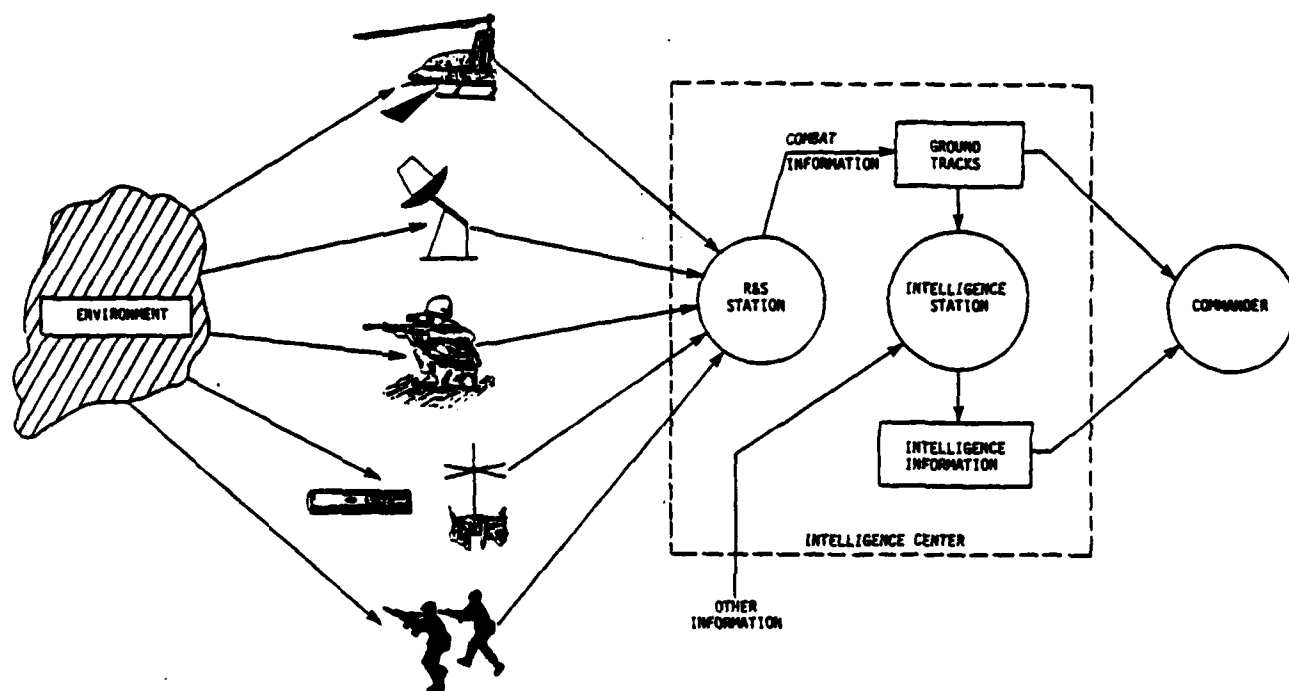 COMBAT
INFORMATION
GROUND
TRACKS
ENVIRONMENT
R&S
STATION
INTELLIGENCE
STATION
COMMANDER
INTELLIGENCE
INFORMATION
INTELLIGENCE CENTER
OTHER
INFORMATION